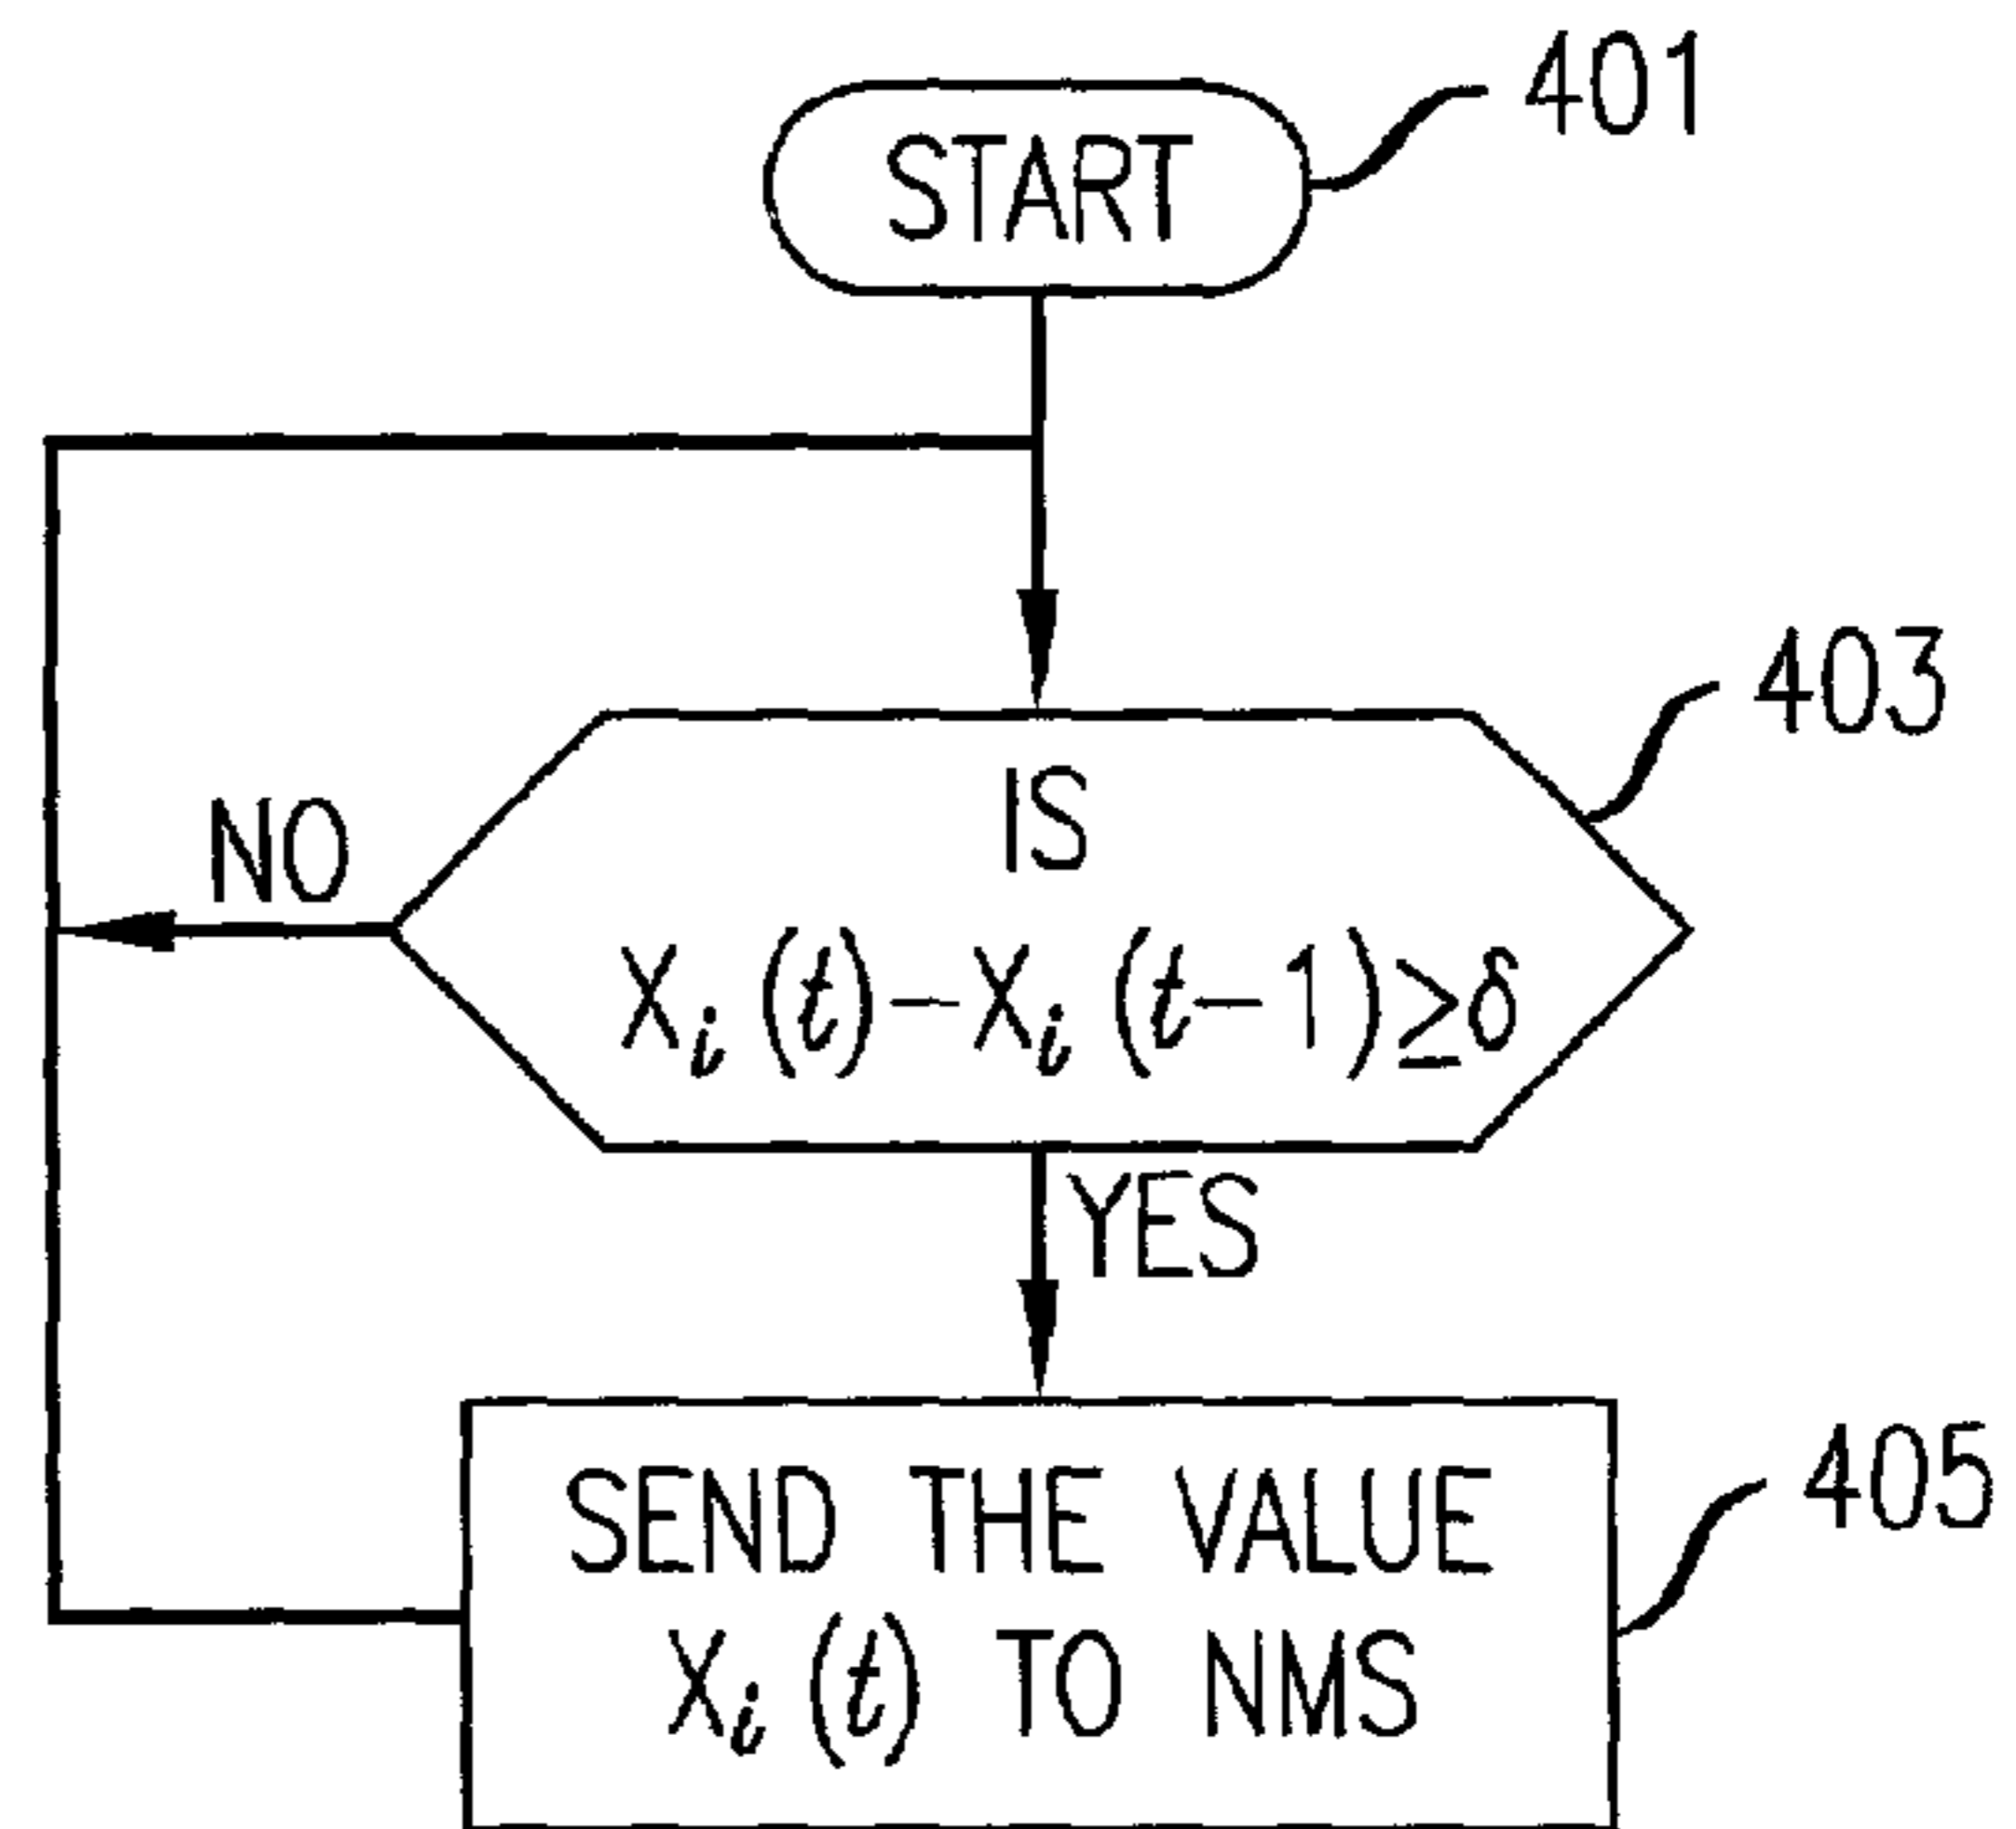 START
401
403
IS
NO
Xi (t)−Xi (t−1)≥δ
YES
405
SEND THE VALUE
Xi (t) TO NMS